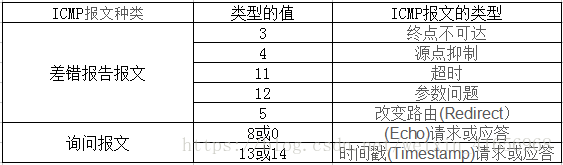 ICMP报文种类 类型的值 ICMP报文的类型
差错报告报文 3 终点不可达
4 源点抑制
11 超时
12 参数问题
5 改变路由(Redirect)
询问报文 8或0 (Echo)请求或应答
13或14 时间戳(Timestamp)请求或应答